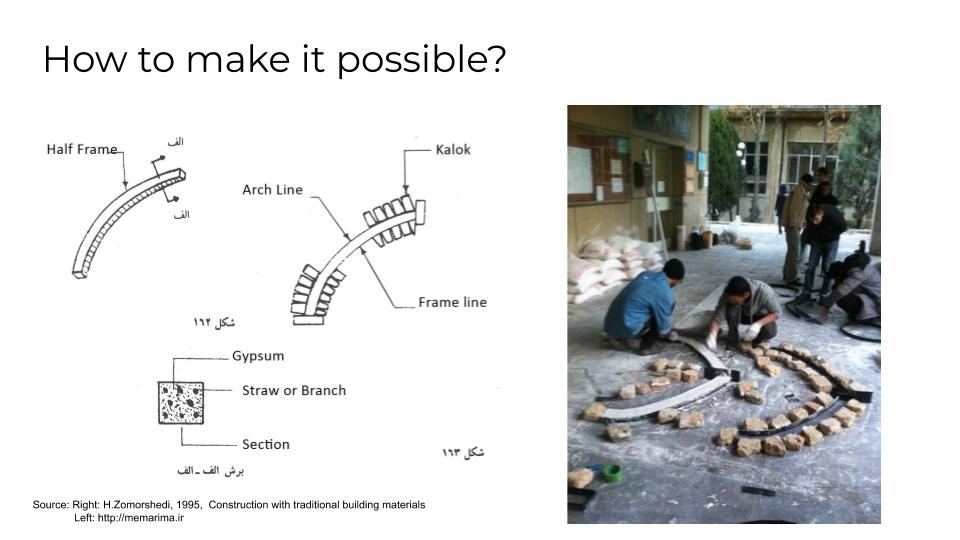 How to make it possible?
Half Frame
الف
الف
Kalok
Arch Line
Frame line
شکل ۱۶۲
Gypsum
Straw or Branch
Section
شکل ۱۶۳
برش الف - الف
Source: Right: H.Zomorshedi, 1995, Construction with traditional building materials
Left: http://memarima.ir